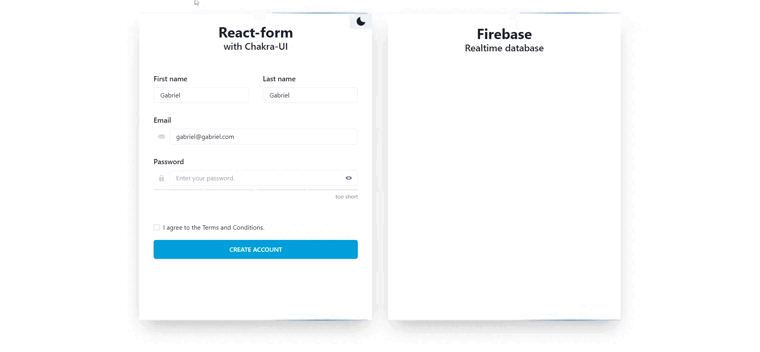 React-form
with Chakra-UI
First name
Last name
Gabriel
Gabriel
Email
gabriel@gabriel.com
Password
Enter your password.
too short
I agree to the Terms and Conditions.
CREATE ACCOUNT
Firebase
Realtime database